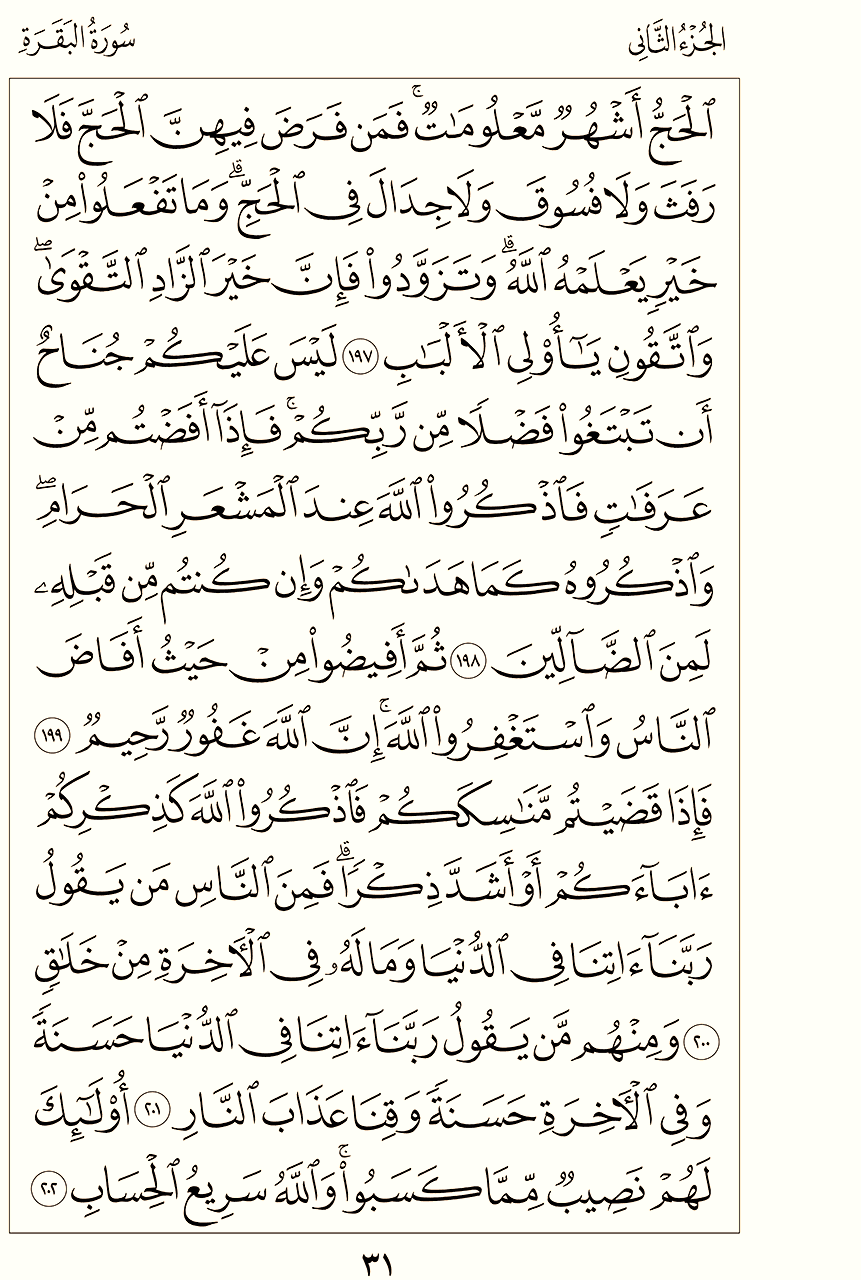 الجُزْءُ الثَّانِي
سُورَةُ البَقَرَةِ
ٱلۡحَجُّ أَشۡهُرٞ مَّعۡلُومَٰتٞۚ فَمَن فَرَضَ فِيهِنَّ ٱلۡحَجَّ فَلَا
رَفَثَ وَلَا فُسُوقَ وَلَا جِدَالَ فِي ٱلۡحَجِّۗ وَمَا تَفۡعَلُواْ مِنۡ
خَيۡرٖ يَعۡلَمۡهُ ٱللَّهُۗ وَتَزَوَّدُواْ فَإِنَّ خَيۡرَ ٱلزَّادِ ٱلتَّقۡوَىٰۖ
وَٱتَّقُونِ يَٰٓأُوْلِي ٱلۡأَلۡبَٰبِ ١٩٧ لَيۡسَ عَلَيۡكُمۡ جُنَاحٌ
أَن تَبۡتَغُواْ فَضۡلٗا مِّن رَّبِّكُمۡۚ فَإِذَآ أَفَضۡتُم مِّنۡ
عَرَفَٰتٖ فَٱذۡكُرُواْ ٱللَّهَ عِندَ ٱلۡمَشۡعَرِ ٱلۡحَرَامِۖ
وَٱذۡكُرُوهُ كَمَا هَدَىٰكُمۡ وَإِن كُنتُم مِّن قَبۡلِهِۦ
لَمِنَ ٱلضَّآلِّينَ ١٩٨ ثُمَّ أَفِيضُواْ مِنۡ حَيۡثُ أَفَاضَ
ٱلنَّاسُ وَٱسۡتَغۡفِرُواْ ٱللَّهَۚ إِنَّ ٱللَّهَ غَفُورٞ رَّحِيمٞ ١٩٩
فَإِذَا قَضَيۡتُم مَّنَٰسِكَكُمۡ فَٱذۡكُرُواْ ٱللَّهَ كَذِكۡرِكُمۡ
ءَابَآءَكُمۡ أَوۡ أَشَدَّ ذِكۡرٗاۗ فَمِنَ ٱلنَّاسِ مَن يَقُولُ
رَبَّنَآ ءَاتِنَا فِي ٱلدُّنۡيَا وَمَا لَهُۥ فِي ٱلۡأٓخِرَةِ مِنۡ خَلَٰقٖ
٢٠٠ وَمِنۡهُم مَّن يَقُولُ رَبَّنَآ ءَاتِنَا فِي ٱلدُّنۡيَا حَسَنَةٗ
وَفِي ٱلۡأٓخِرَةِ حَسَنَةٗ وَقِنَا عَذَابَ ٱلنَّارِ ٢٠١ أُوْلَٰٓئِكَ
لَهُمۡ نَصِيبٞ مِّمَّا كَسَبُواْۚ وَٱللَّهُ سَرِيعُ ٱلۡحِسَابِ ٢٠٢
٣١